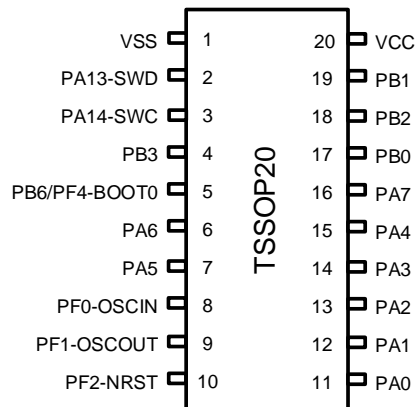 VSS 1 20 VCC
PA13-SWD 2 19 PB1
PA14-SWC 3 18 PB2
PB3 4 17 PB0
PB6/PF4-BOOT0 5 16 PA7
PA6 6 15 PA4
PA5 7 14 PA3
PF0-OSCIN 8 13 PA2
PF1-OSCOUT 9 12 PA1
PF2-NRST 10 11 PA0
TSSOP20